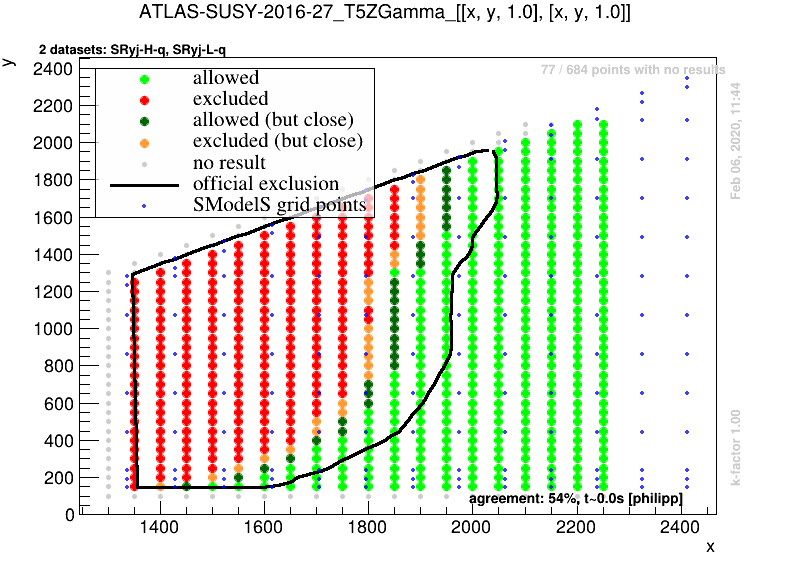 ATLAS-SUSY-2016-27_T5ZGamma_[[x, y, 1.0], [x, y, 1.0]]
2 datasets: SRyj-H-q, SRyj-L-q
77 / 684 points with no results
y
2400
2200
2000
1800
1600
1400
1200
1000
800
600
400
200
0
allowed
excluded
allowed (but close)
excluded (but close)
no result
official exclusion
SModelS grid points
Feb 06, 2020, 11:44
k-factor 1.00
agreement: 54%, t~0.0s [philipp]
1400 1600 1800 2000 2200 2400
x